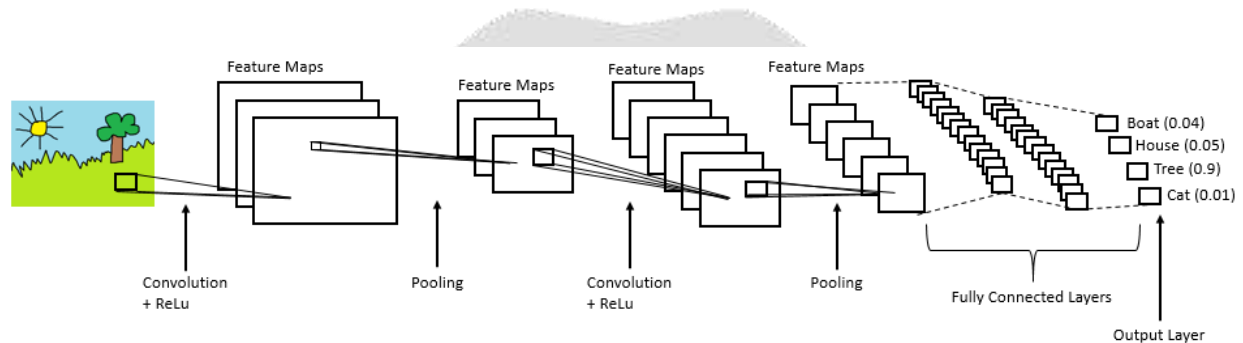 Feature Maps
Feature Maps
Feature Maps
Feature Maps
Boat (0.04)
House (0.05)
Tree (0.9)
Cat (0.01)
Convolution
+ ReLu
Pooling
Convolution
+ ReLu
Pooling
Fully Connected Layers
Output Layer